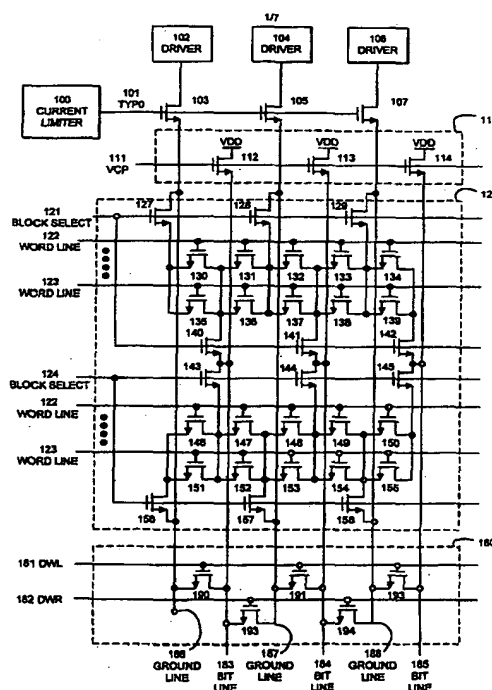 1/7
102
DRIVER
104
DRIVER
106
DRIVER
101
TYP0
103
105
107
100
CURRENT
LIMITER
VDD
VDD
VDD
111
VCP
112
113
114
121
BLOCK SELECT
127
128
129
122
WORD LINE
130
131
132
133
134
123
WORD LINE
135
136
137
138
139
140
141
142
124
BLOCK SELECT
143
144
145
122
WORD LINE
146
147
148
149
150
123
WORD LINE
151
152
153
154
155
156
157
158
181 DWL
190
191
193
182 DWR
193
194
186
GROUND
LINE
183
BIT
LINE
187
GROUND
LINE
184
BIT
LINE
188
GROUND
LINE
185
BIT
LINE